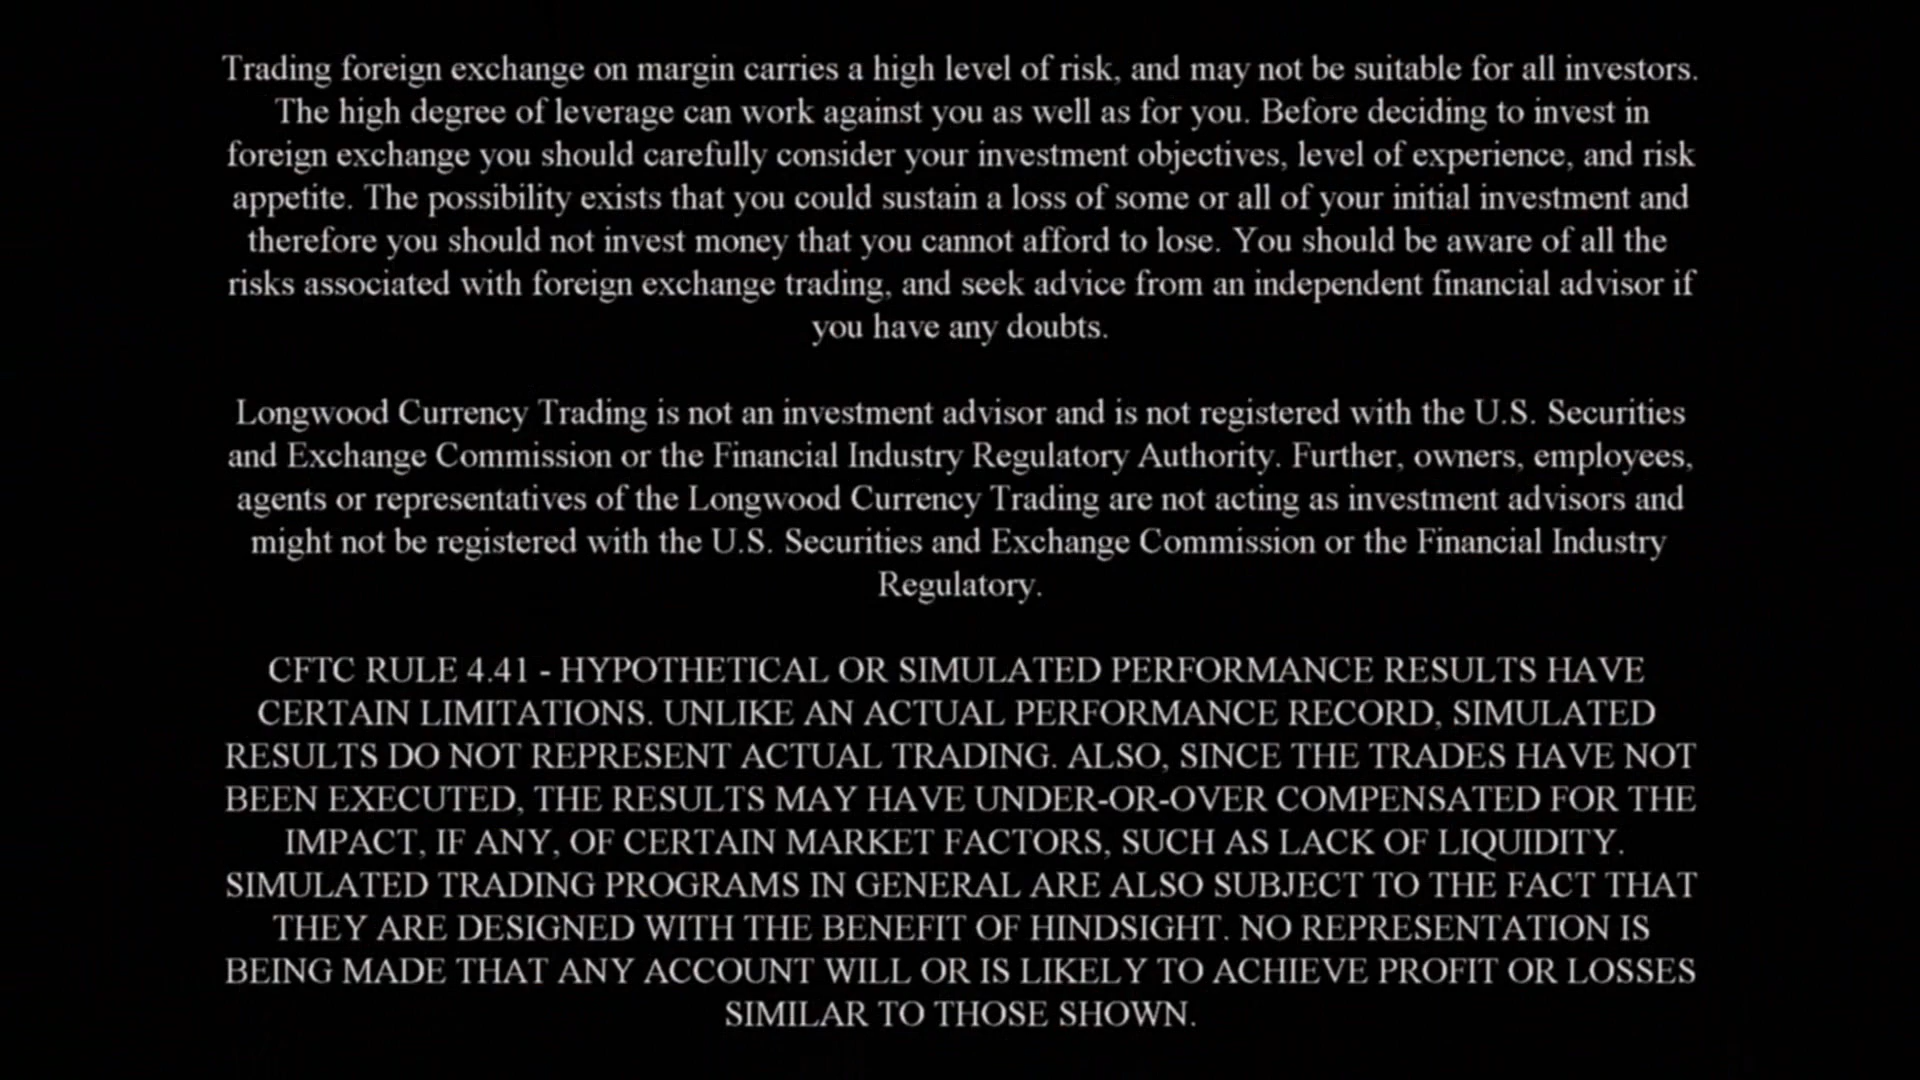 Trading foreign exchange on margin carries a high level of risk, and may not be suitable for all investors.
The high degree of leverage can work against you as well as for you. Before deciding to invest in
foreign exchange you should carefully consider your investment objectives, level of experience, and risk
appetite. The possibility exists that you could sustain a loss of some or all of your initial investment and
therefore you should not invest money that you cannot afford to lose. You should be aware of all the
risks associated with foreign exchange trading, and seek advice from an independent financial advisor if
you have any doubts.
Longwood Currency Trading is not an investment advisor and is not registered with the U.S. Securities
and Exchange Commission or the Financial Industry Regulatory Authority. Further, owners, employees,
agents or representatives of the Longwood Currency Trading are not acting as investment advisors and
might not be registered with the U.S. Securities and Exchange Commission or the Financial Industry
Regulatory.
CFTC RULE 4.41 - HYPOTHETICAL OR SIMULATED PERFORMANCE RESULTS HAVE
CERTAIN LIMITATIONS. UNLIKE AN ACTUAL PERFORMANCE RECORD, SIMULATED
RESULTS DO NOT REPRESENT ACTUAL TRADING. ALSO, SINCE THE TRADES HAVE NOT
BEEN EXECUTED, THE RESULTS MAY HAVE UNDER-OR-OVER COMPENSATED FOR THE
IMPACT, IF ANY, OF CERTAIN MARKET FACTORS, SUCH AS LACK OF LIQUIDITY.
SIMULATED TRADING PROGRAMS IN GENERAL ARE ALSO SUBJECT TO THE FACT THAT
THEY ARE DESIGNED WITH THE BENEFIT OF HINDSIGHT. NO REPRESENTATION IS
BEING MADE THAT ANY ACCOUNT WILL OR IS LIKELY TO ACHIEVE PROFIT OR LOSSES
SIMILAR TO THOSE SHOWN.